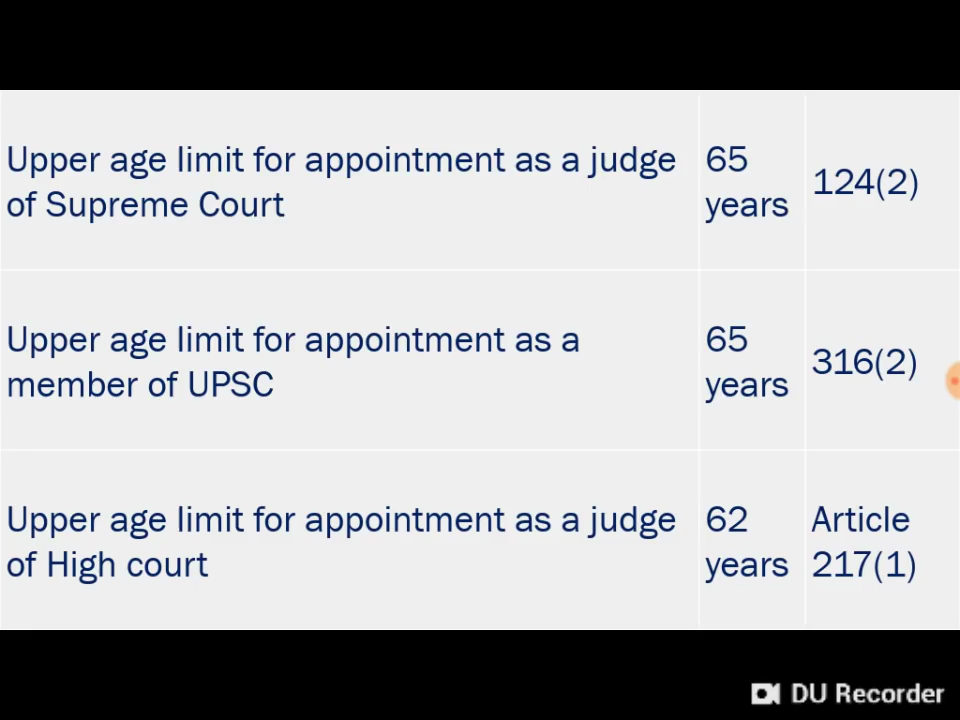 Upper age limit for appointment as a judge
of Supreme Court
65
years
124(2)
Upper age limit for appointment as a
member of UPSC
65
years
316(2)
Upper age limit for appointment as a judge
of High court
62
years
Article
217(1)
DU Recorder